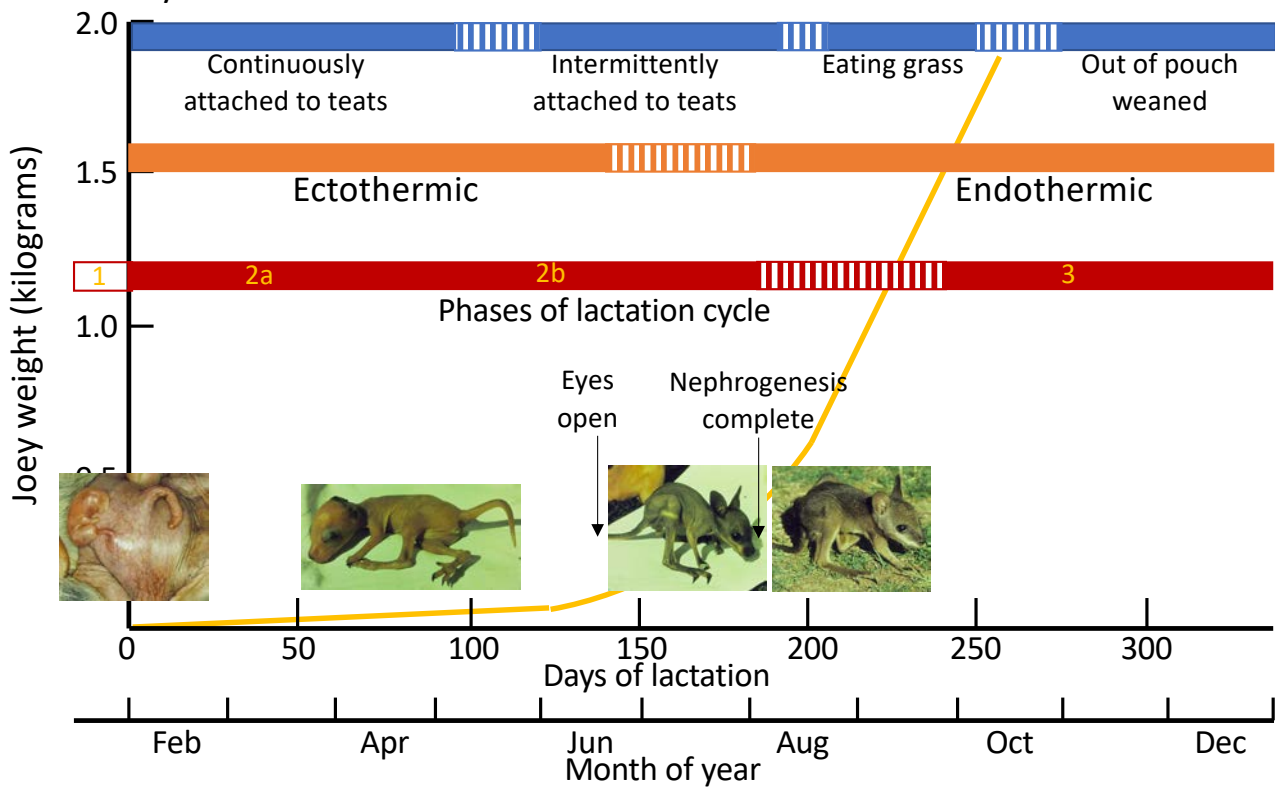 2.0
Continuously
attached to teats
Intermittently
attached to teats
Eating grass
Out of pouch
weaned
1.5
Ectothermic
Endothermic
1 2a 2b 3
Phases of lactation cycle
1.0
Joey weight (kilograms)
Eyes
open
Nephrogenesis
complete
0 50 100 150 200 250 300
Days of lactation
Feb Apr Jun Aug Oct Dec
Month of year